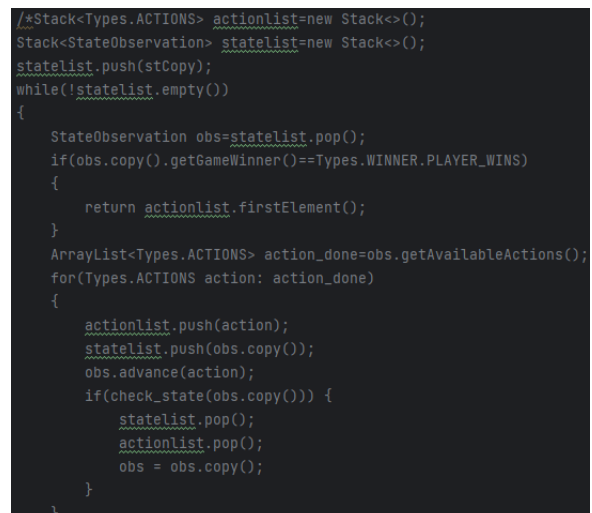 /*Stack<Types.ACTIONS> actionlist=new Stack<>();
Stack<StateObservation> statelist=new Stack<>();
statelist.push(stCopy);
while(!statelist.empty())
{
    StateObservation obs=statelist.pop();
    if(obs.copy().getGameWinner()==Types.WINNER.PLAYER_WINS)
    {
        return actionlist.firstElement();
    }
    ArrayList<Types.ACTIONS> action_done=obs.getAvailableActions();
    for(Types.ACTIONS action: action_done)
    {
        actionlist.push(action);
        statelist.push(obs.copy());
        obs.advance(action);
        if(check_state(obs.copy())) {
            statelist.pop();
            actionlist.pop();
            obs = obs.copy();
        }
    }